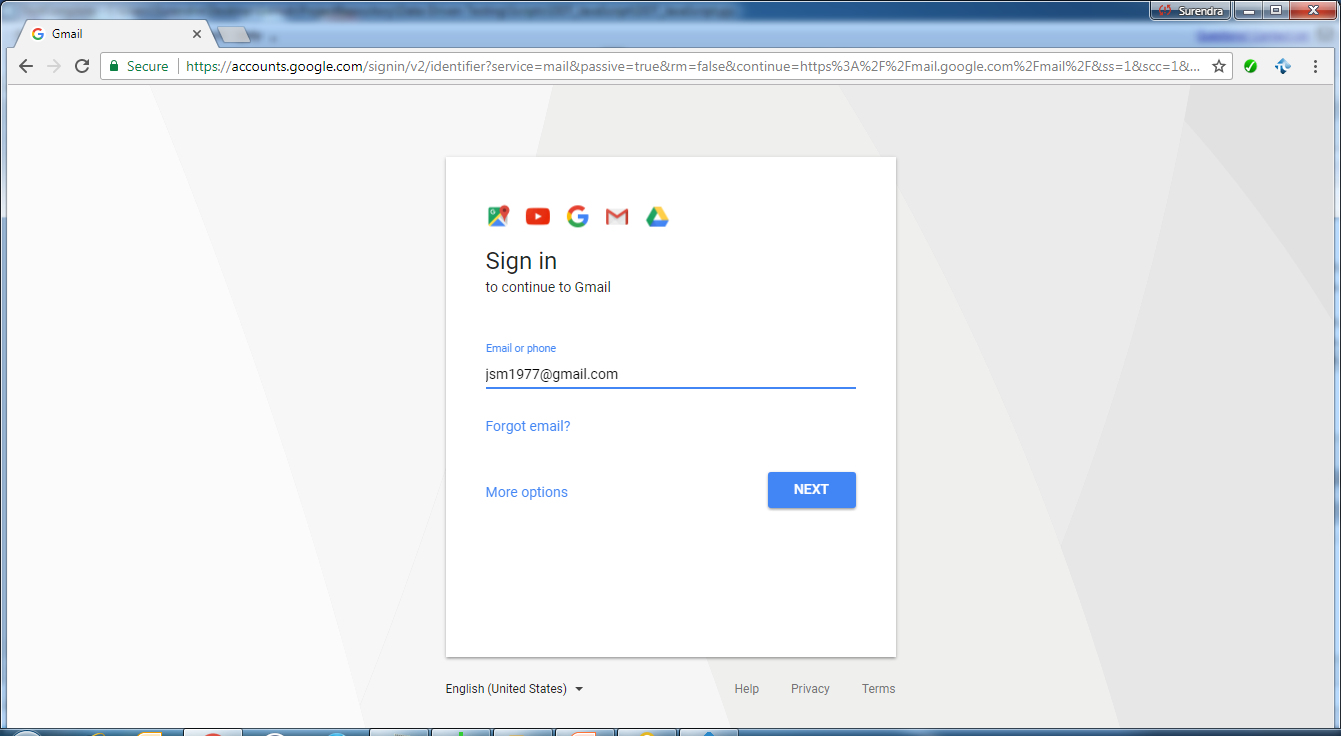 Surendra
Gmail
Secure
https://accounts.google.com/signin/v2/identifier?service=mail&passive=true&rm=false&continue=https%3A%2F%2Fmail.google.com%2Fmail%2F&ss=1&scc=1&...
Sign in
to continue to Gmail
Email or phone
jsm1977@gmail.com
Forgot email?
More options
NEXT
English (United States)
Help Privacy Terms